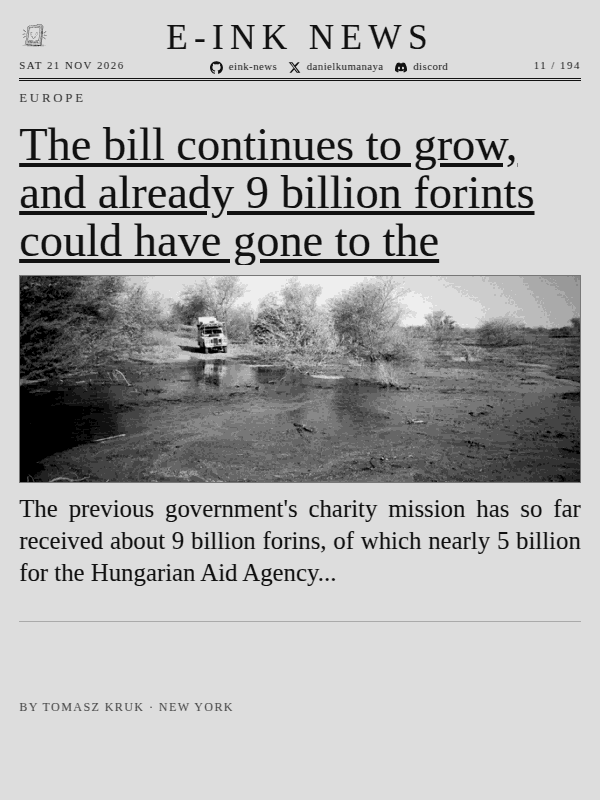 E-INK NEWS
SAT 21 NOV 2026
eink-news danielkumanaya discord
11 / 194
EUROPE
The bill continues to grow,
and already 9 billion forints
could have gone to the
The previous government's charity mission has so far
received about 9 billion forins, of which nearly 5 billion
for the Hungarian Aid Agency...
BY TOMASZ KRUK · NEW YORK